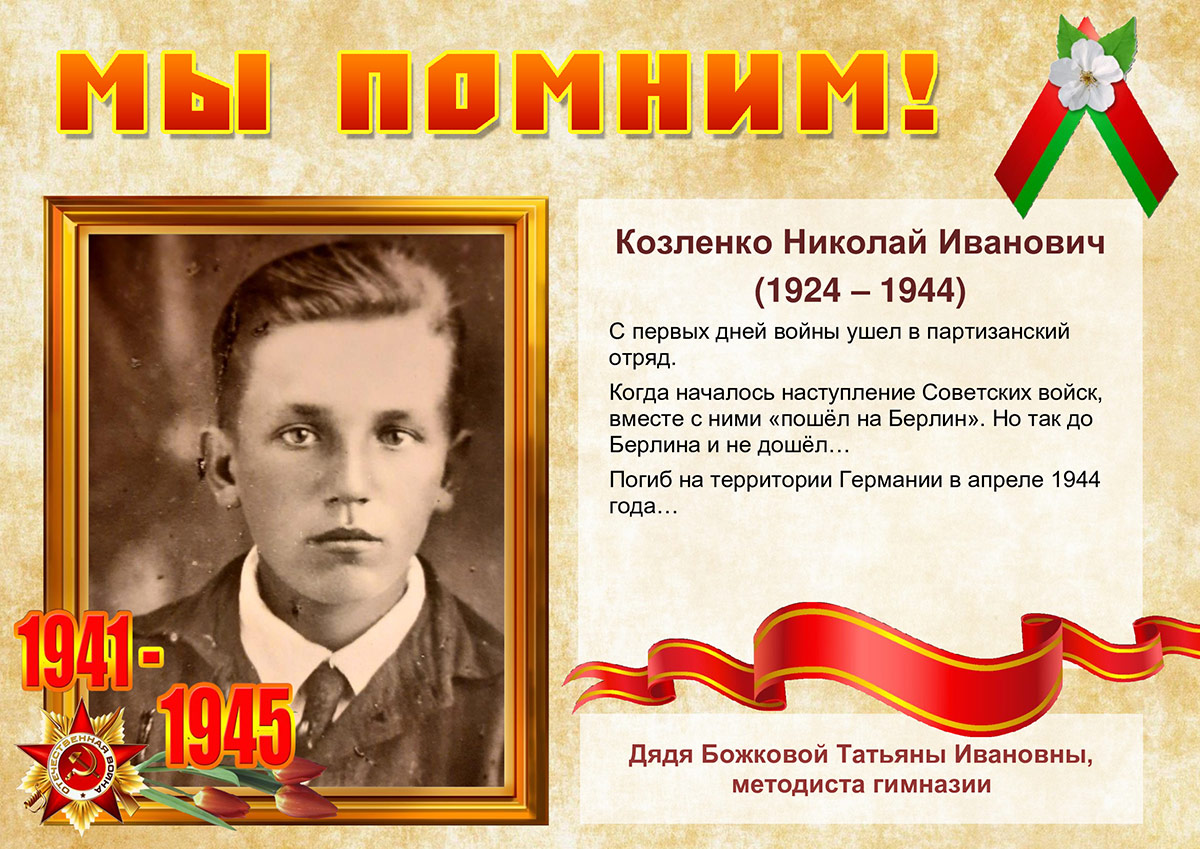 МЫ ПОМНИМ!
Козленко Николай Иванович
(1924 – 1944)
С первых дней войны ушел в партизанский
отряд.
Когда началось наступление Советских войск,
вместе с ними «пошёл на Берлин». Но так до
Берлина и не дошёл…
Погиб на территории Германии в апреле 1944
года…
1941-
1945
ОТЕЧЕСТВЕННАЯ ВОЙНА
Дядя Божковой Татьяны Ивановны,
методиста гимназии